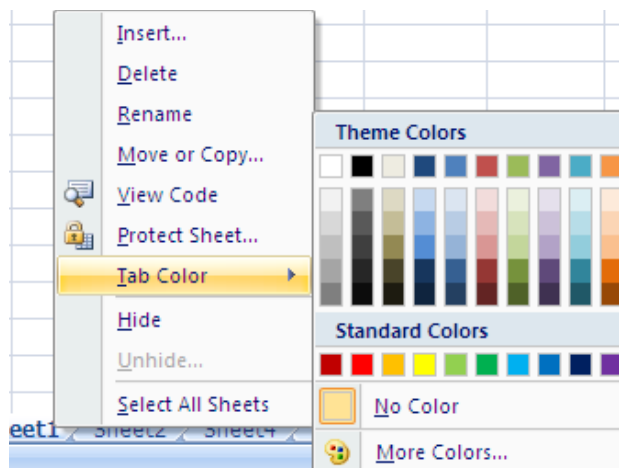 Insert...
Delete
Rename
Move or Copy...
View Code
Protect Sheet...
Tab Color
Hide
Unhide...
Select All Sheets
Theme Colors
Standard Colors
No Color
More Colors...
eet1 Sheet2 Sheet4